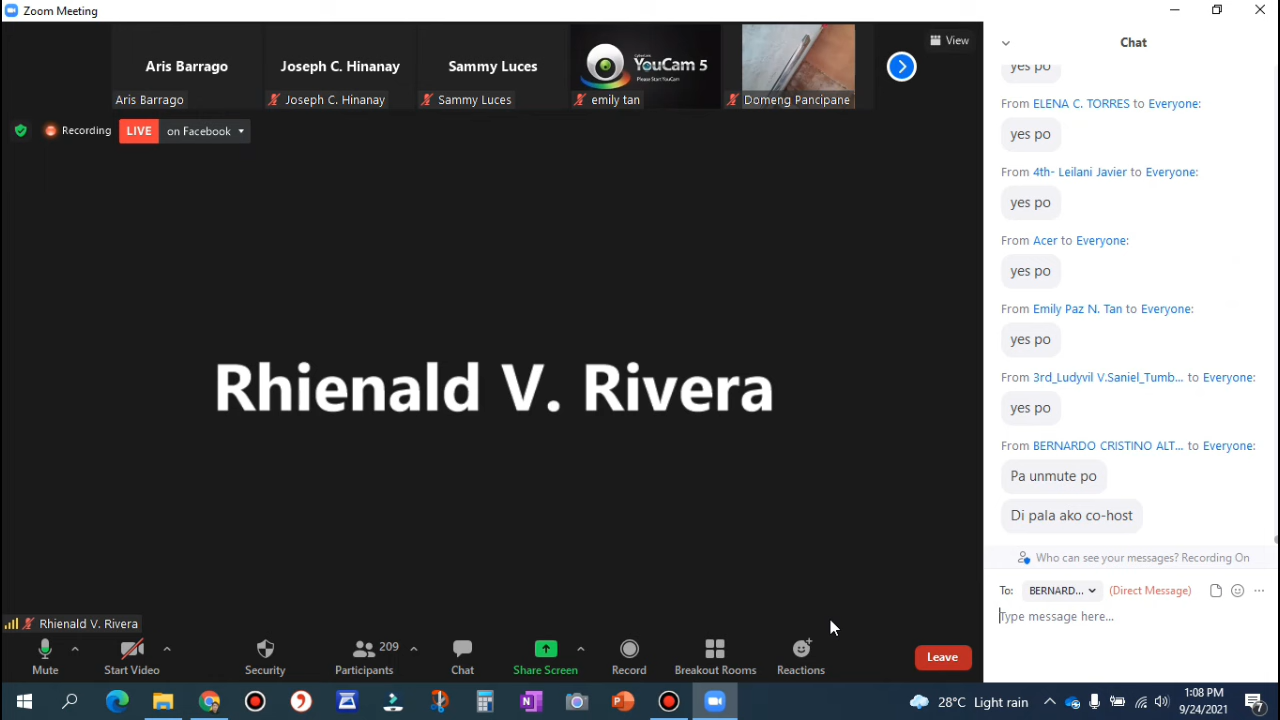 Zoom Meeting
Aris Barrago
Joseph C. Hinanay
Sammy Luces
YouCam 5
Please Start YouCam
View
Aris Barrago
Joseph C. Hinanay
Sammy Luces
emily tan
Domeng Pancipane
Recording
LIVE on Facebook
Rhienald V. Rivera
Rhienald V. Rivera
Mute
Start Video
Security
209
Participants
Chat
Share Screen
Record
Breakout Rooms
Reactions
Leave
Chat
yes po
From ELENA C. TORRES to Everyone:
yes po
From 4th- Leilani Javier to Everyone:
yes po
From Acer to Everyone:
yes po
From Emily Paz N. Tan to Everyone:
yes po
From 3rd_Ludyvil V.Saniel_Tumb... to Everyone:
yes po
From BERNARDO CRISTINO ALT... to Everyone:
Pa unmute po
Di pala ako co-host
Who can see your messages? Recording On
To: BERNARD... (Direct Message)
Type message here...
28°C Light rain
1:08 PM
9/24/2021
7